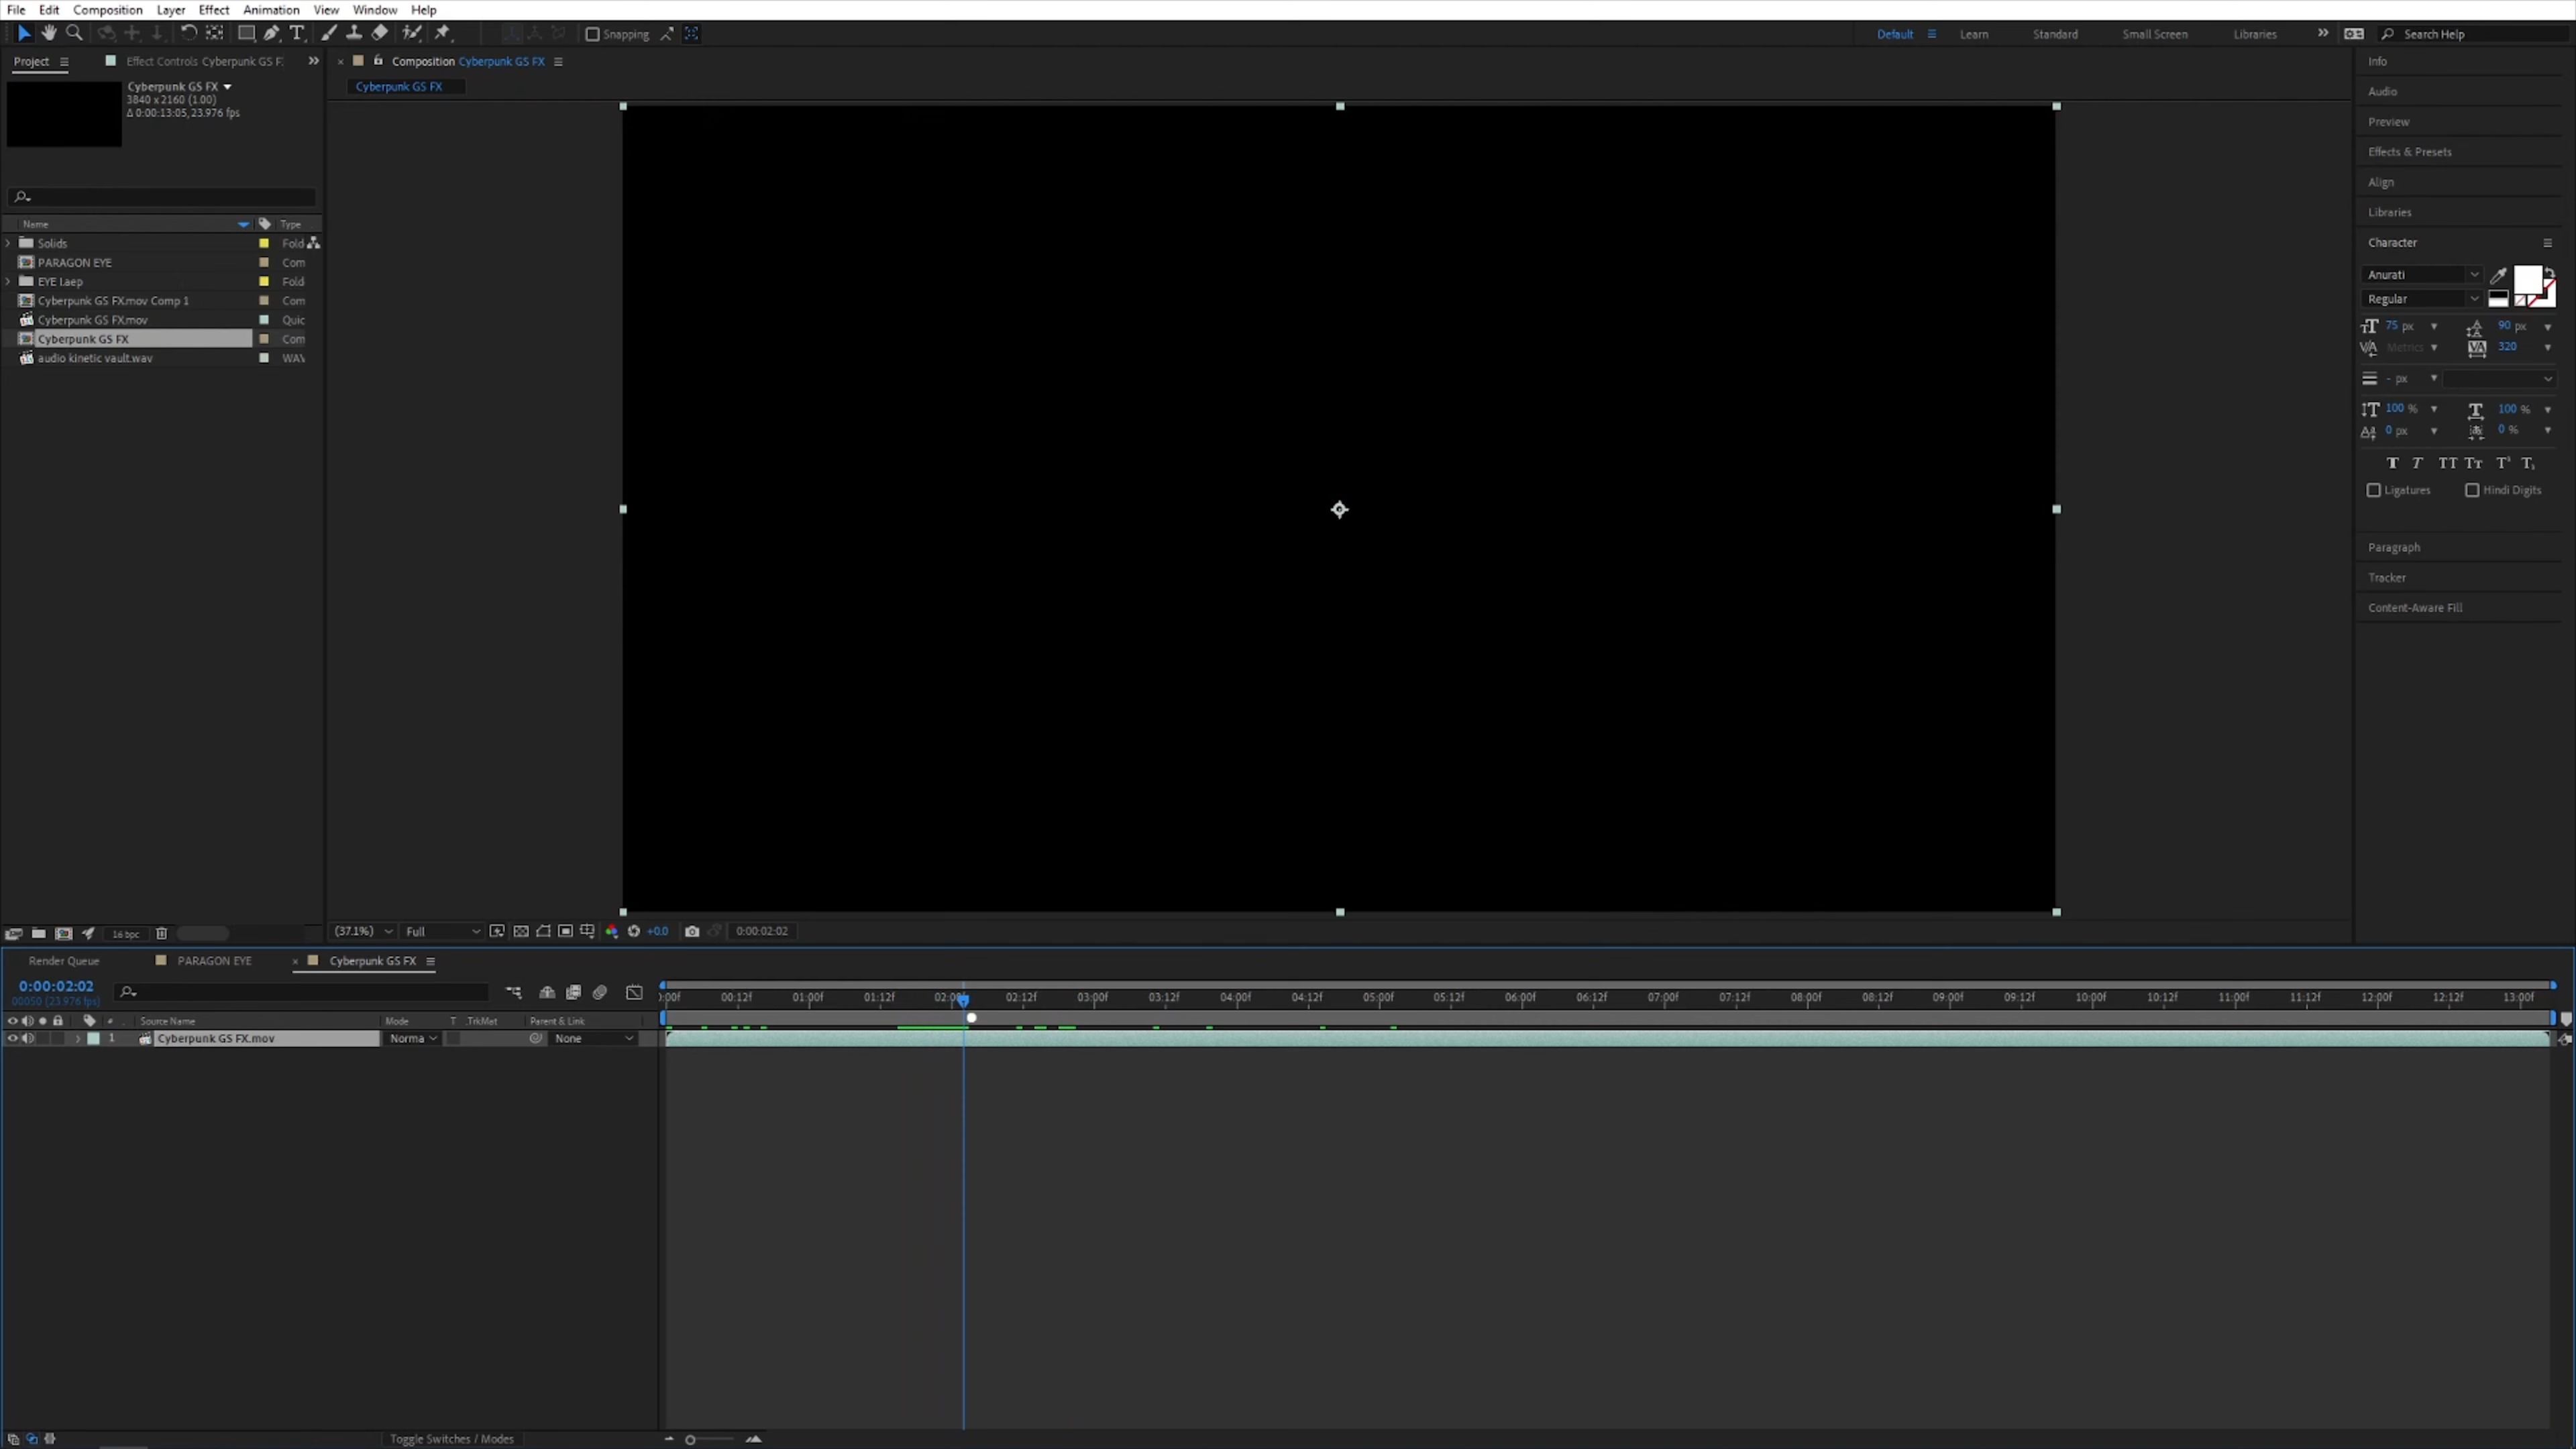 File Edit Composition Layer Effect Animation View Window Help
Snapping
Default Learn Standard Small Screen Libraries Search Help
Project Effect Controls Cyberpunk GS F
Composition Cyberpunk GS FX
Cyberpunk GS FX
Cyberpunk GS FX
3840 x 2160 (1.00)
Δ 0:00:13:05, 23.976 fps
Name Type
Solids Fold
PARAGON EYE Com
EYE I.aep Fold
Cyberpunk GS FX.mov Comp 1 Com
Cyberpunk GS FX.mov Quic
Cyberpunk GS FX Com
audio kinetic vault.wav WAV
16 bpc
(37.1%) Full +0.0 0:00:02:02
Info
Audio
Preview
Effects & Presets
Align
Libraries
Character
Anurati
Regular
75 px 90 px
Metrics 320
- px
100 % 100 %
0 px 0 %
T T TT Tт T¹ T₁
Ligatures Hindi Digits
Paragraph
Tracker
Content-Aware Fill
Render Queue PARAGON EYE Cyberpunk GS FX
0:00:02:02
00050 (23.976 fps)
:00f 00:12f 01:00f 01:12f 02:00f 02:12f 03:00f 03:12f 04:00f 04:12f 05:00f 05:12f 06:00f 06:12f 07:00f 07:12f 08:00f 08:12f 09:00f 09:12f 10:00f 10:12f 11:00f 11:12f 12:00f 12:12f 13:00f
# Source Name Mode T .TrkMat Parent & Link
1 Cyberpunk GS FX.mov Norma None
Toggle Switches / Modes